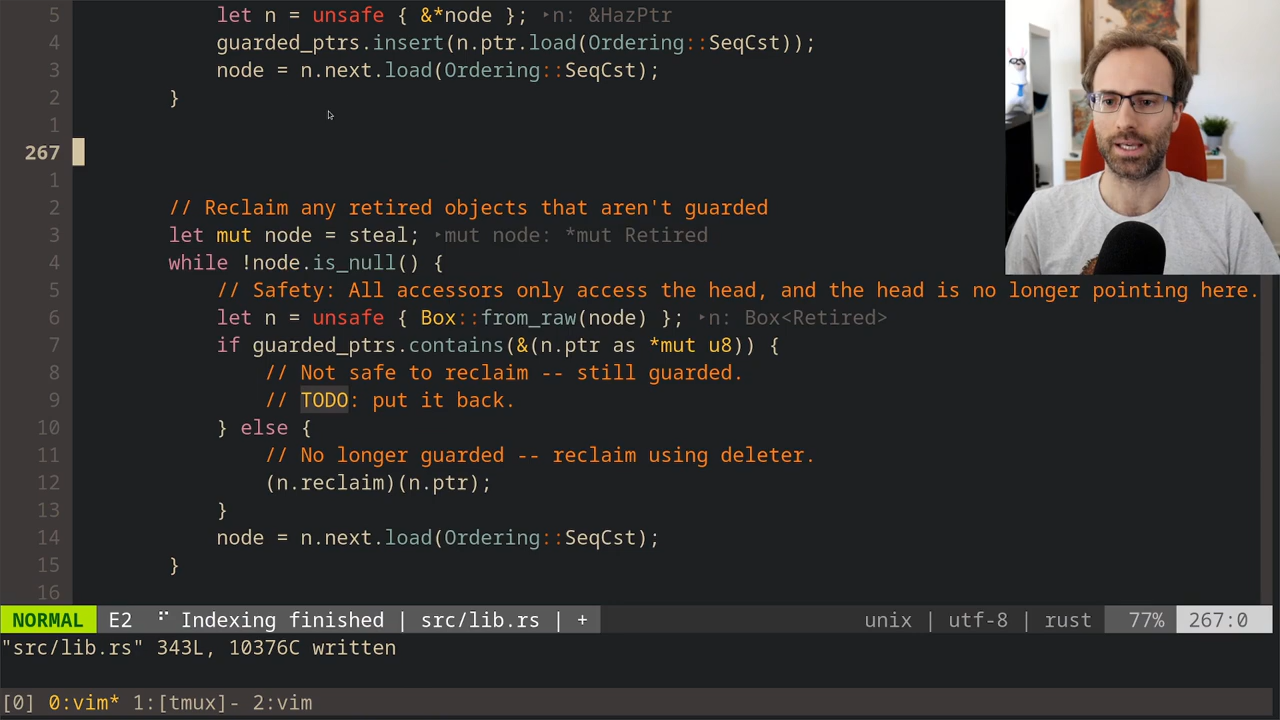 5 let n = unsafe { &*node }; ‣n: &HazPtr
4 guarded_ptrs.insert(n.ptr.load(Ordering::SeqCst));
3 node = n.next.load(Ordering::SeqCst);
2 }
1
267
1
2 // Reclaim any retired objects that aren't guarded
3 let mut node = steal; ‣mut node: *mut Retired
4 while !node.is_null() {
5 // Safety: All accessors only access the head, and the head is no longer pointing here.
6 let n = unsafe { Box::from_raw(node) }; ‣n: Box<Retired>
7 if guarded_ptrs.contains(&(n.ptr as *mut u8)) {
8 // Not safe to reclaim -- still guarded.
9 // TODO: put it back.
10 } else {
11 // No longer guarded -- reclaim using deleter.
12 (n.reclaim)(n.ptr);
13 }
14 node = n.next.load(Ordering::SeqCst);
15 }
16
NORMAL E2 ⠋ Indexing finished | src/lib.rs | + unix | utf-8 | rust 77% 267:0
"src/lib.rs" 343L, 10376C written
[0] 0:vim* 1:[tmux]- 2:vim